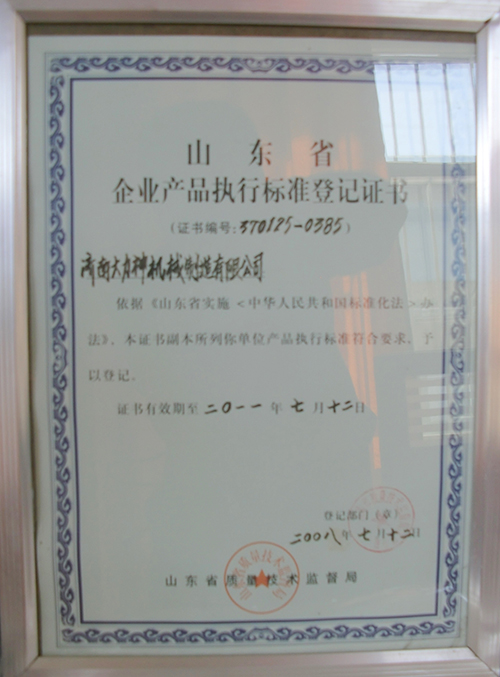 山东省
企业产品执行标准登记证书
(证书编号:370125-0385)
济南大力神机械制造有限公司
依据《山东省实施<中华人民共和国标准化法>办
法》，本证书副本所列你单位产品执行标准符合要求，予
以登记。
证书有效期至二〇一一年七月十二日
登记部门（章）
二00八年七月十二日
山东省质量技术监督局